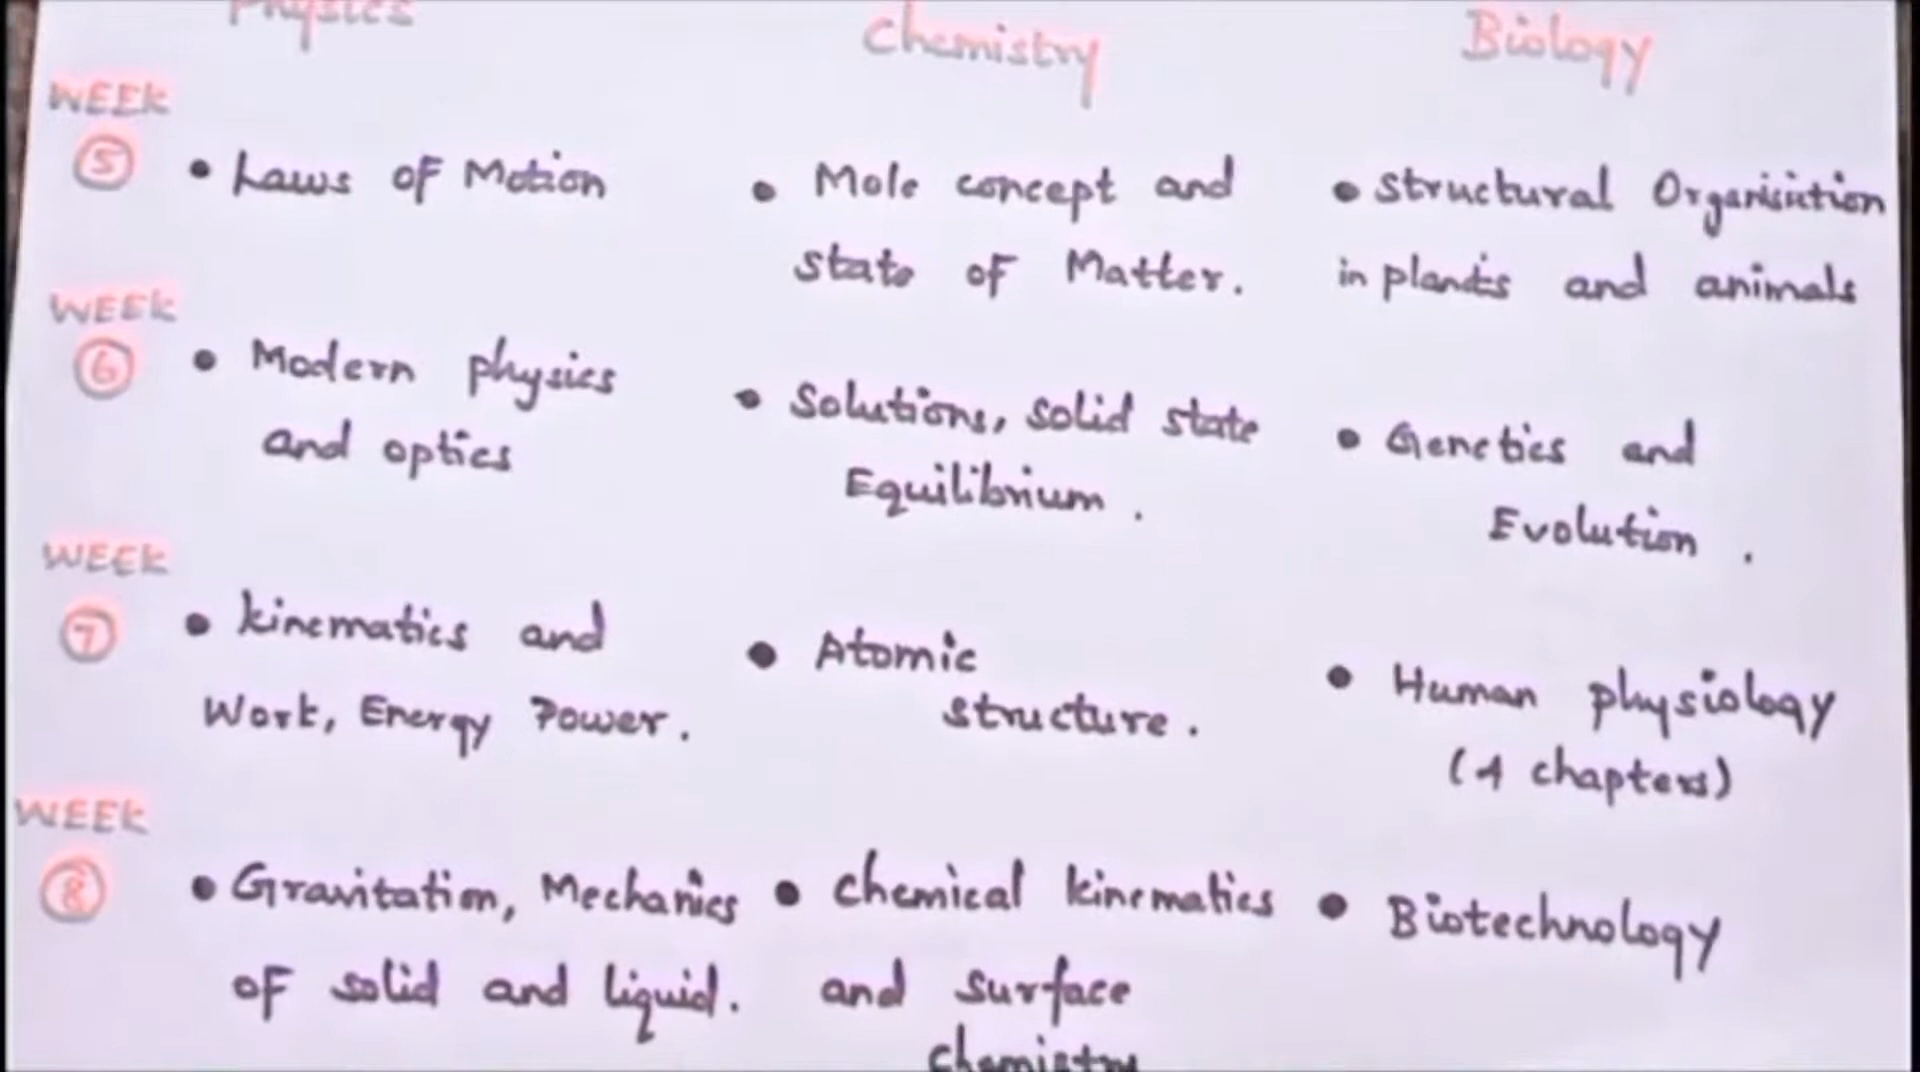 Physics
Chemistry
Biology
WEEK
5
• Laws of Motion
• Mole concept and
state of Matter.
• Structural Organisation
in plants and animals
WEEK
6
• Modern physics
and optics
• Solutions, solid state
Equilibrium .
• Genetics and
Evolution .
WEEK
7
• kinematics and
Work, Energy Power.
• Atomic
structure .
• Human physiology
(4 chapters)
WEEK
8
• Gravitation, Mechanics
of solid and liquid.
• Chemical kinematics
and surface
chemistry
• Biotechnology